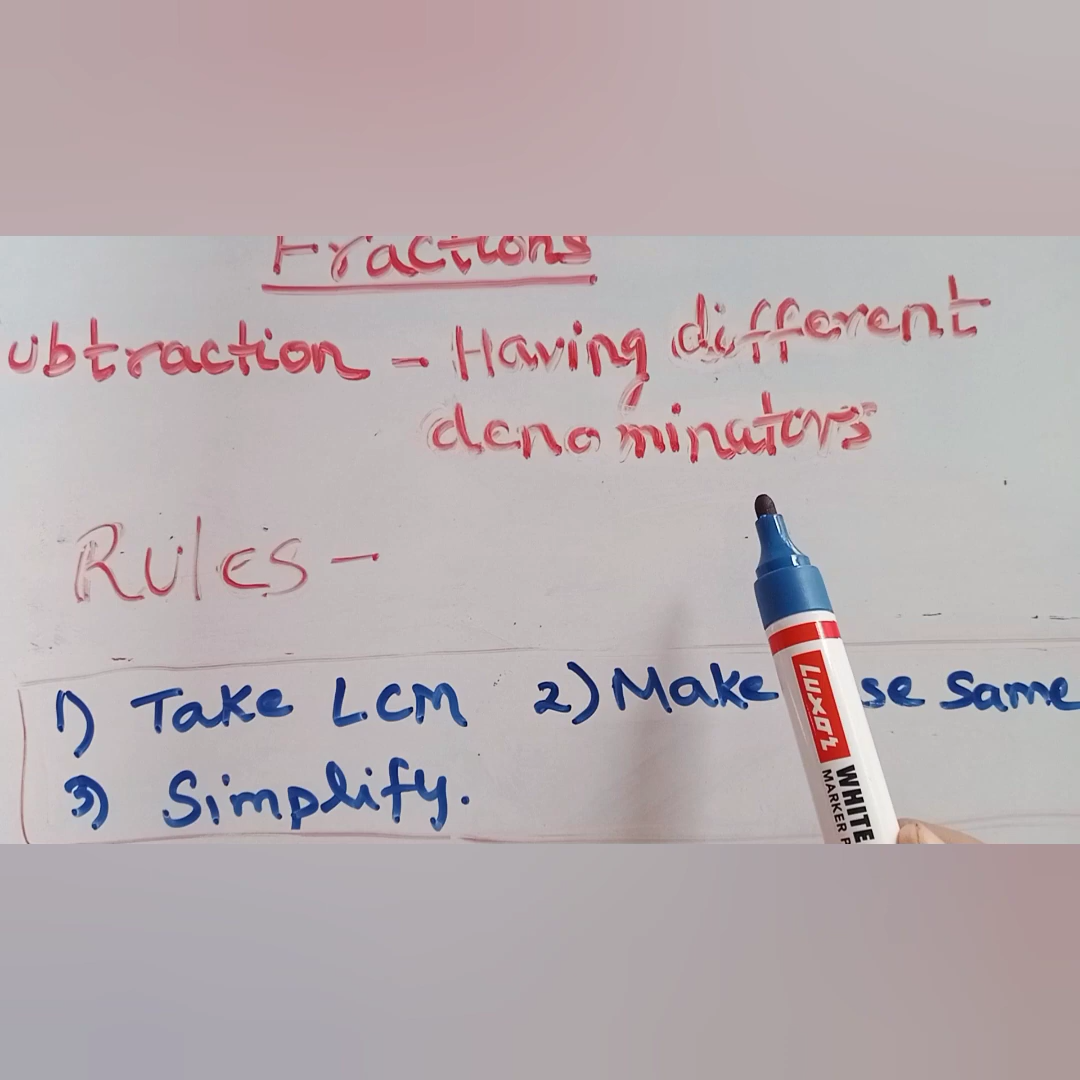 Fractions
ubtraction - Having different
denominators
Rules -
1) Take LCM 2) Make se same
3) Simplify.
Luxor
WHITE
MARKER P